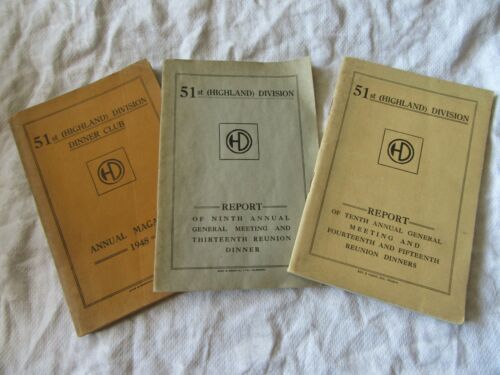 51st (HIGHLAND) DIVISION
DINNER CLUB
HD
ANNUAL
1948
51st (HIGHLAND) DIVISION
HD
REPORT
OF NINTH ANNUAL
GENERAL MEETING AND
THIRTEENTH REUNION
DINNER
51st (HIGHLAND) DIVISION
HD
REPORT
OF TENTH ANNUAL GENERAL
MEETING AND
FOURTEENTH AND FIFTEENTH
REUNION DINNERS